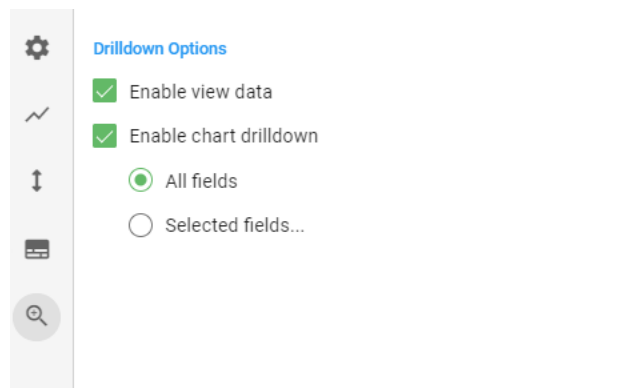 Drilldown Options
Enable view data
Enable chart drilldown
All fields
Selected fields...